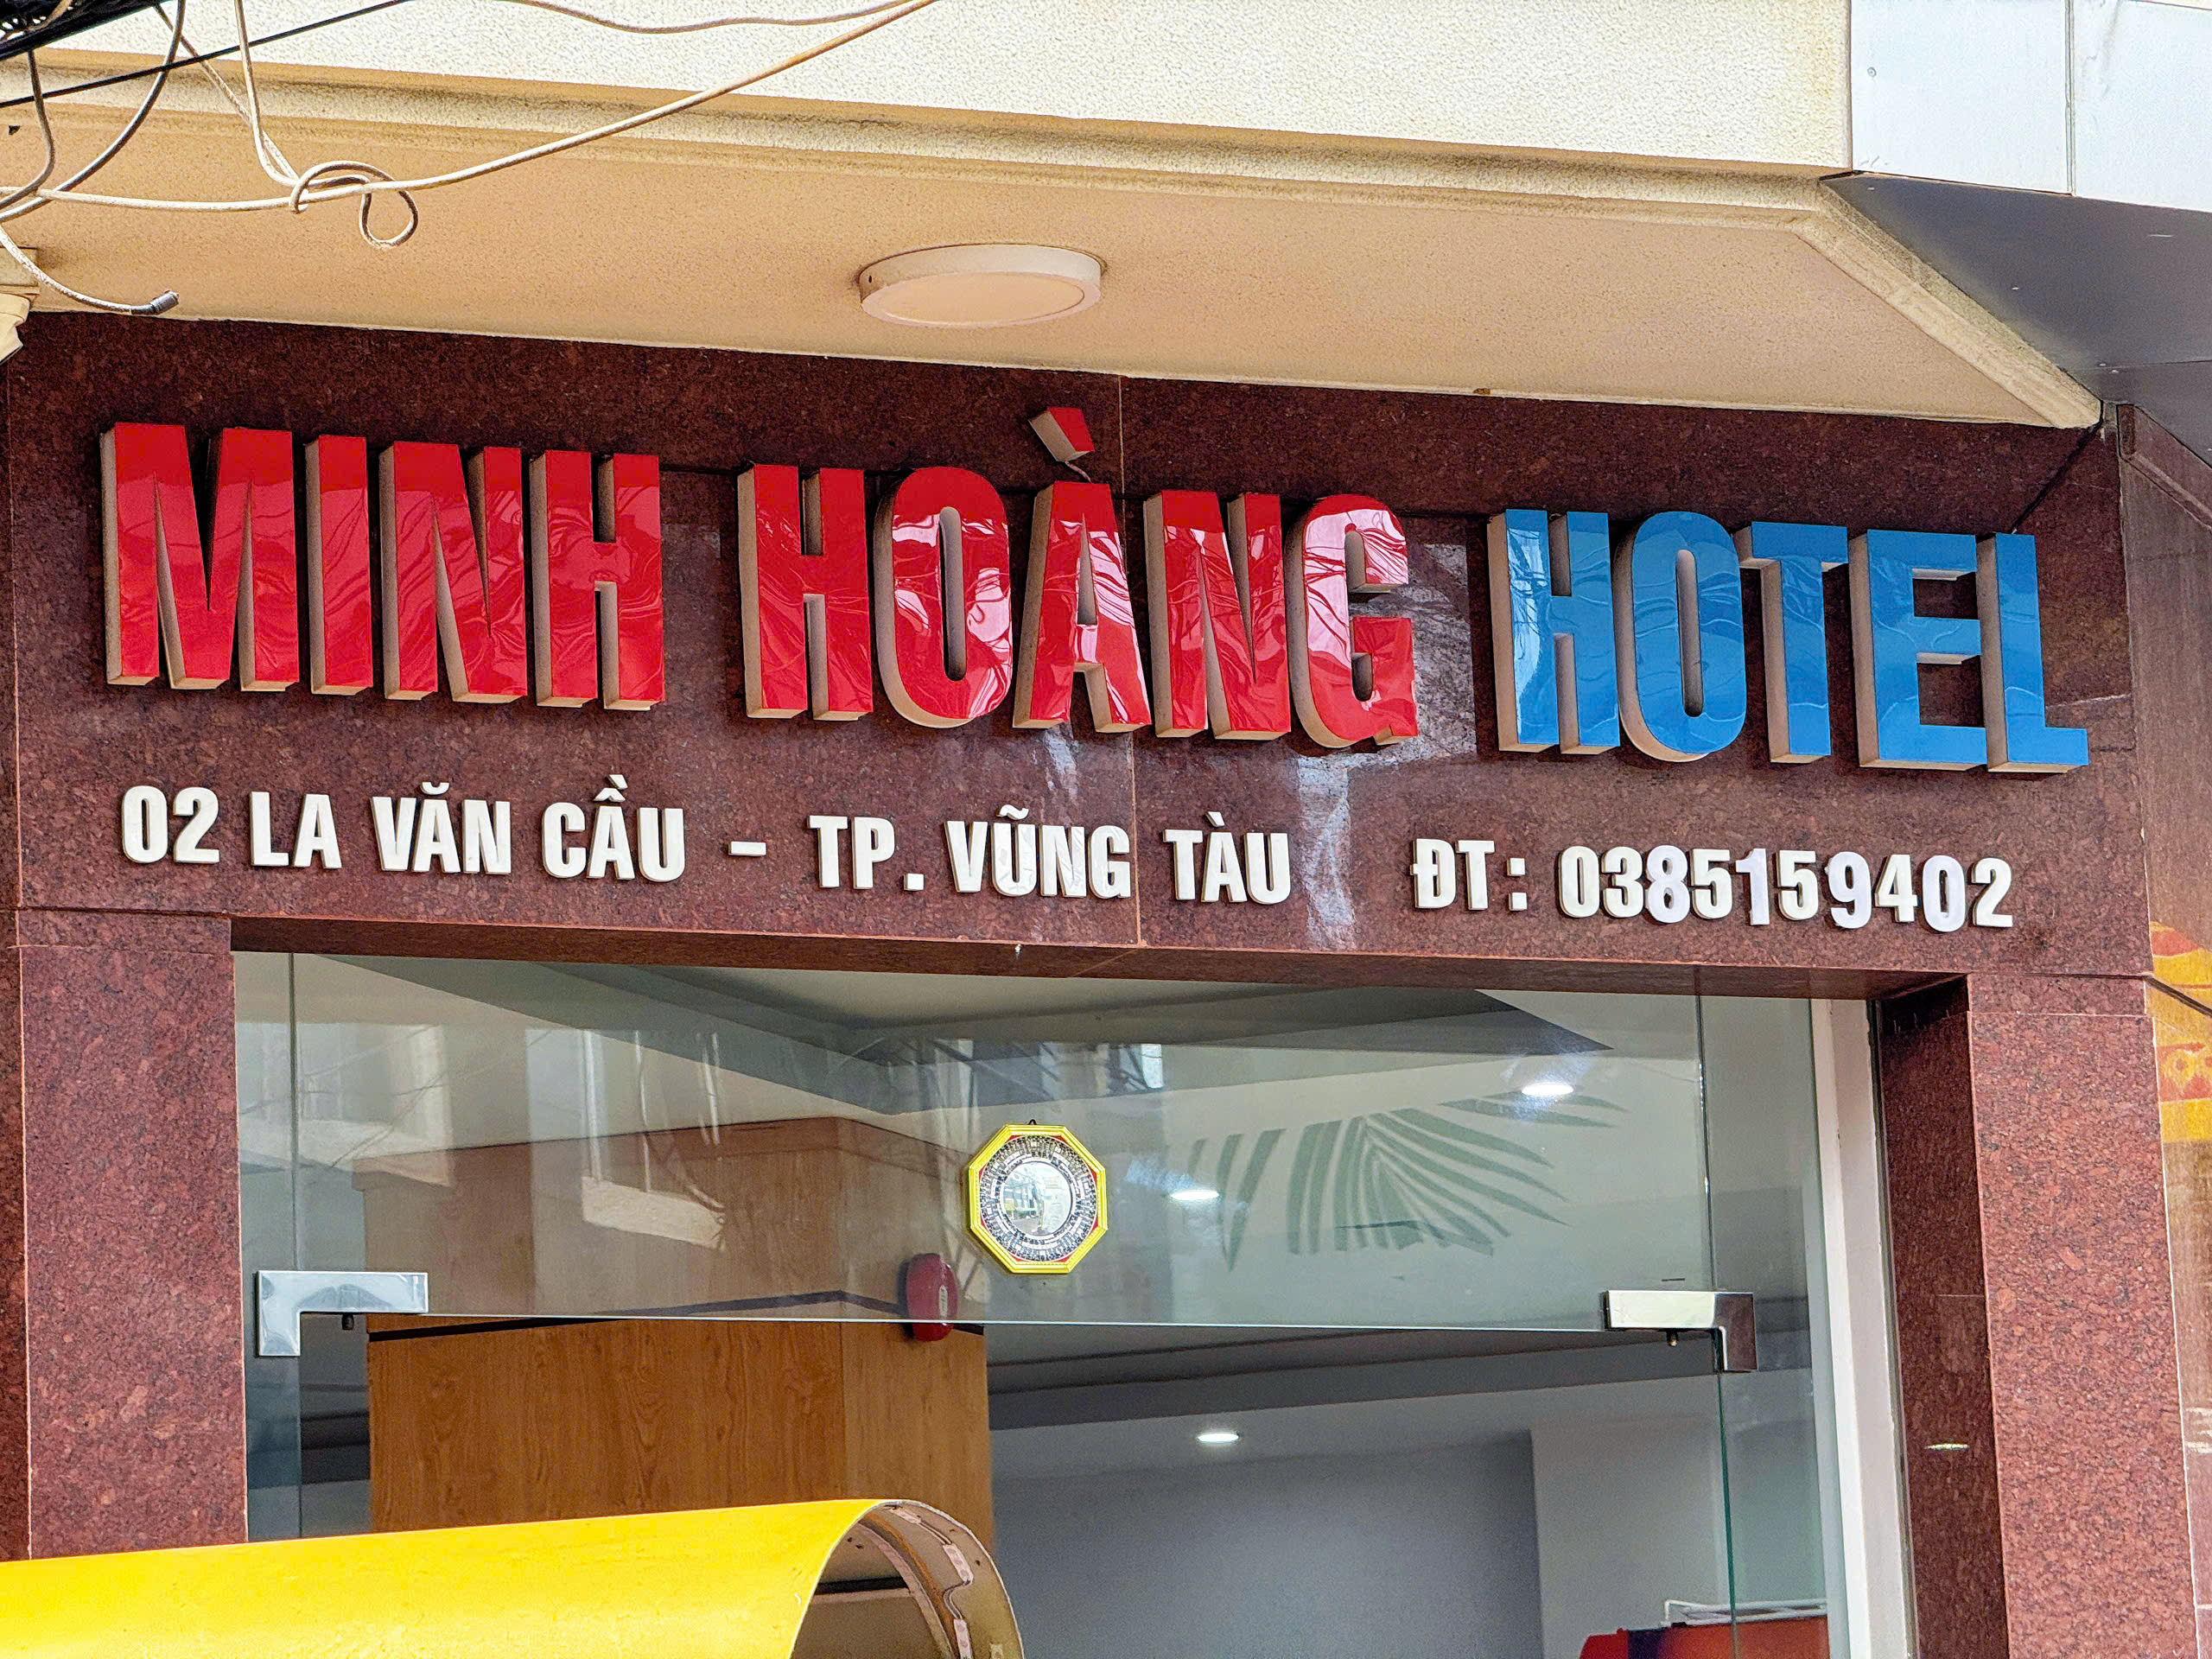 MINH HOÀNG HOTEL
02 LA VĂN CẦU - TP. VŨNG TÀU ĐT: 0385159402